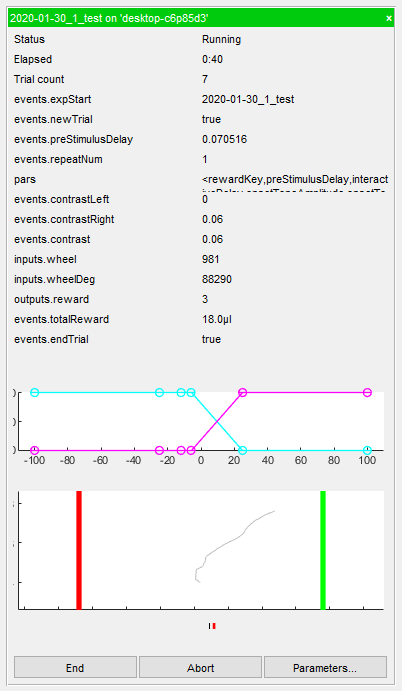 2020-01-30_1_test on 'desktop-c6p85d3' ×
Status Running
Elapsed 0:40
Trial count 7
events.expStart 2020-01-30_1_test
events.newTrial true
events.preStimulusDelay 0.070516
events.repeatNum 1
pars <rewardKey,preStimulusDelay,interact
events.contrastLeft 0
events.contrastRight 0.06
events.contrast 0.06
inputs.wheel 981
inputs.wheelDeg 88290
outputs.reward 3
events.totalReward 18.0µl
events.endTrial true
-100 -80 -60 -40 -20 0 20 40 60 80 100
End Abort Parameters...